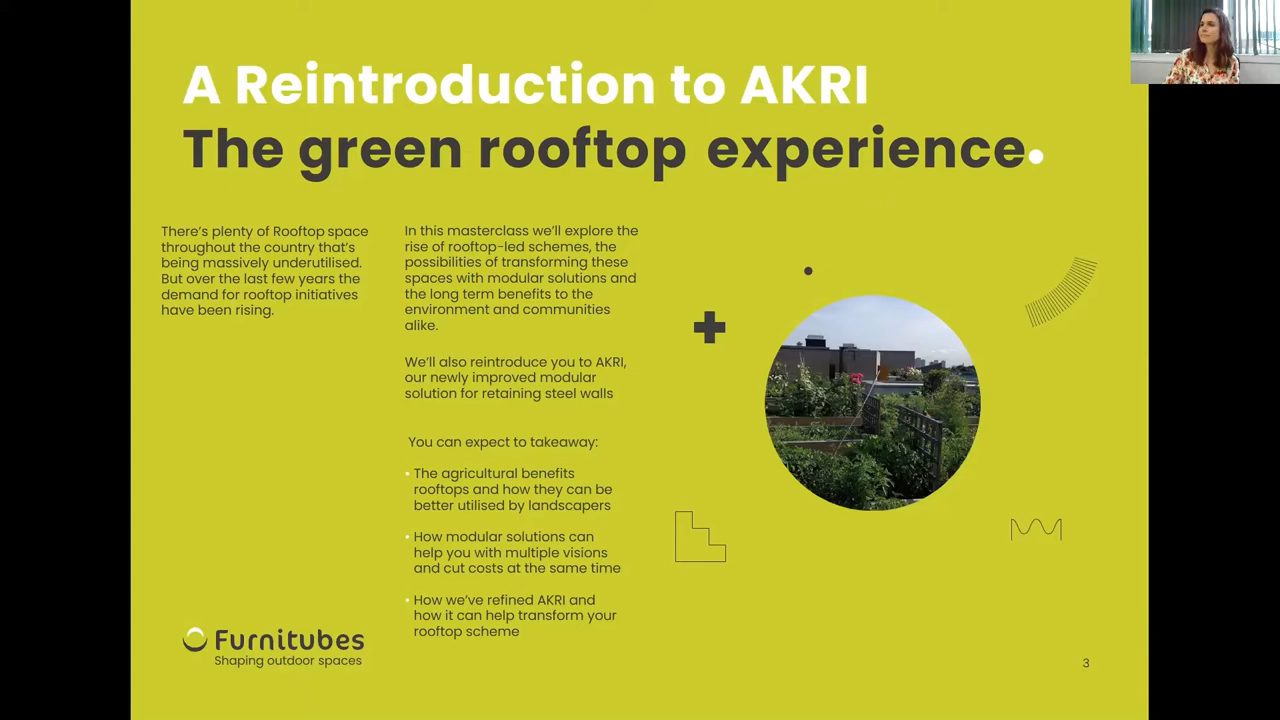 A Reintroduction to AKRI
The green rooftop experience.
There's plenty of Rooftop space
throughout the country that's
being massively underutilised.
But over the last few years the
demand for rooftop initiatives
have been rising.
In this masterclass we'll explore the
rise of rooftop-led schemes, the
possibilities of transforming these
spaces with modular solutions and
the long term benefits to the
environment and communities
alike.
We'll also reintroduce you to AKRI,
our newly improved modular
solution for retaining steel walls
You can expect to takeaway:
• The agricultural benefits
rooftops and how they can be
better utilised by landscapers
• How modular solutions can
help you with multiple visions
and cut costs at the same time
• How we've refined AKRI and
how it can help transform your
rooftop scheme
Furnitubes
Shaping outdoor spaces
3